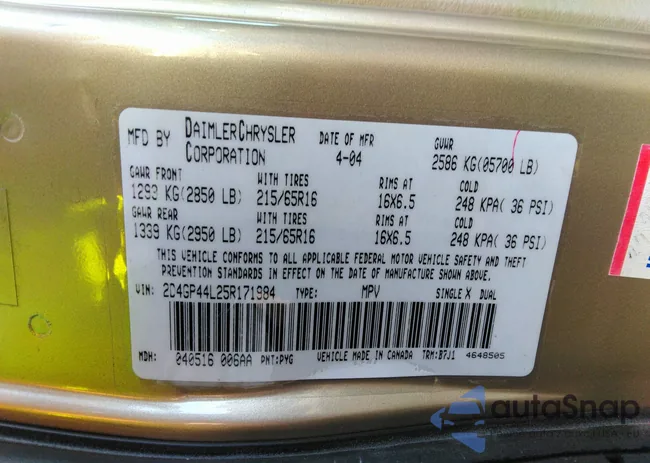 MFD BY DAIMLERCHRYSLER CORPORATION DATE OF MFR 4-04 GVWR 2586 KG(05700 LB)
GAWR FRONT WITH TIRES RIMS AT COLD
1293 KG(2850 LB) 215/65R16 16X6.5 248 KPA( 36 PSI)
GAWR REAR WITH TIRES RIMS AT COLD
1339 KG(2950 LB) 215/65R16 16X6.5 248 KPA( 36 PSI)
THIS VEHICLE CONFORMS TO ALL APPLICABLE FEDERAL MOTOR VEHICLE SAFETY AND THEFT
PREVENTION STANDARDS IN EFFECT ON THE DATE OF MANUFACTURE SHOWN ABOVE.
VIN: 2D4GP44L25R171984 TYPE: MPV SINGLE X DUAL
MDH: 040516 006AA PNT:PYG VEHICLE MADE IN CANADA TRM:B7J1 4648505
autoSnap